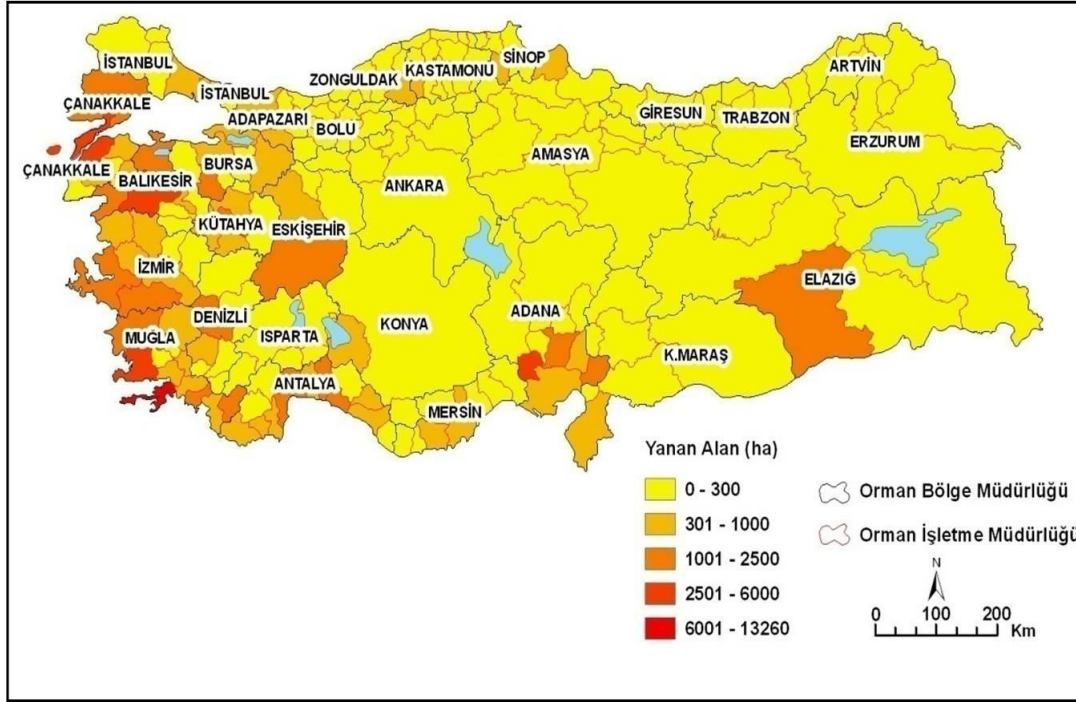 İSTANBUL
SİNOP
ZONGULDAK
KASTAMONU
ARTVİN
İSTANBUL
ÇANAKKALE
ADAPAZARI
BOLU
GİRESUN
TRABZON
ERZURUM
BURSA
AMASYA
ÇANAKKALE
BALIKESİR
ANKARA
KÜTAHYA
ESKİŞEHİR
İZMİR
ELAZIĞ
DENİZLİ
ISPARTA
KONYA
ADANA
MUĞLA
K.MARAŞ
ANTALYA
MERSİN
Yanan Alan (ha)
0 - 300
301 - 1000
1001 - 2500
2501 - 6000
6001 - 13260
Orman Bölge Müdürlüğü
Orman İşletme Müdürlüğü
N
0 100 200
Km